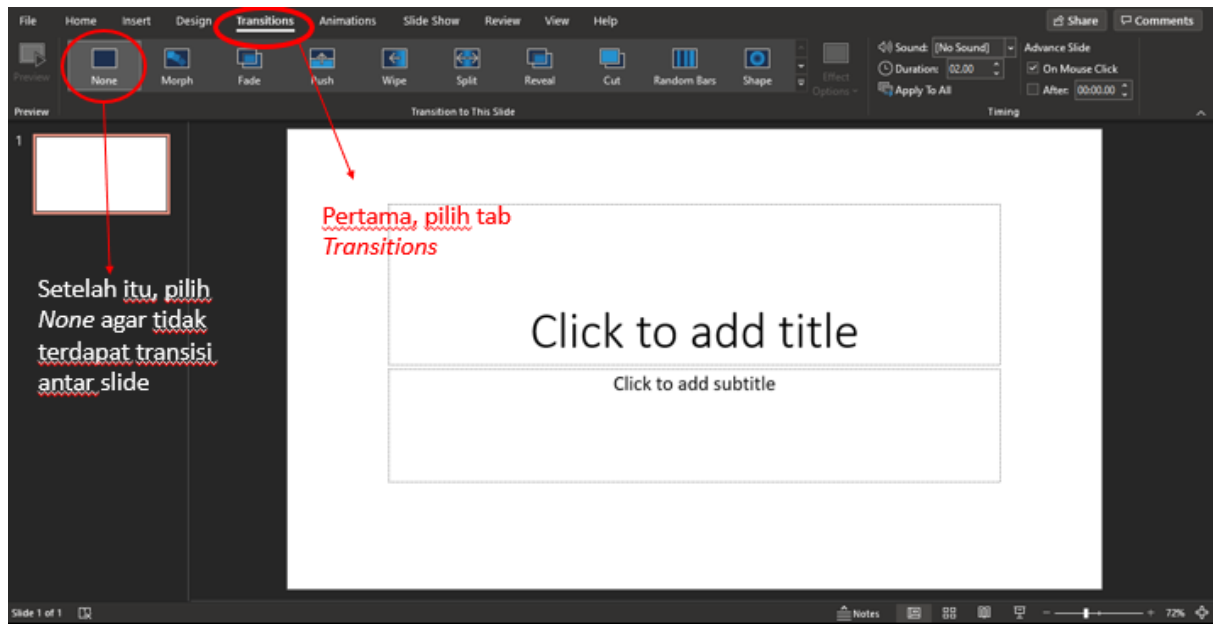 File Home Insert Design Transitions Animations Slide Show Review View Help Share Comments
Preview None Morph Fade Push Wipe Split Reveal Cut Random Bars Shape Effect Options
Sound: [No Sound] Advance Slide
Duration: 02.00 On Mouse Click
Apply To All After: 00:00.00
Preview Transition to This Slide Timing
1
Pertama, pilih tab
Transitions
Setelah itu, pilih
None agar tidak
terdapat transisi
antar slide
Click to add title
Click to add subtitle
Slide 1 of 1 Notes 72%